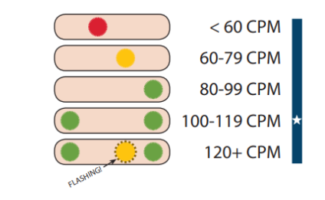 < 60 CPM
60-79 CPM
80-99 CPM
100-119 CPM
120+ CPM
FLASHING!